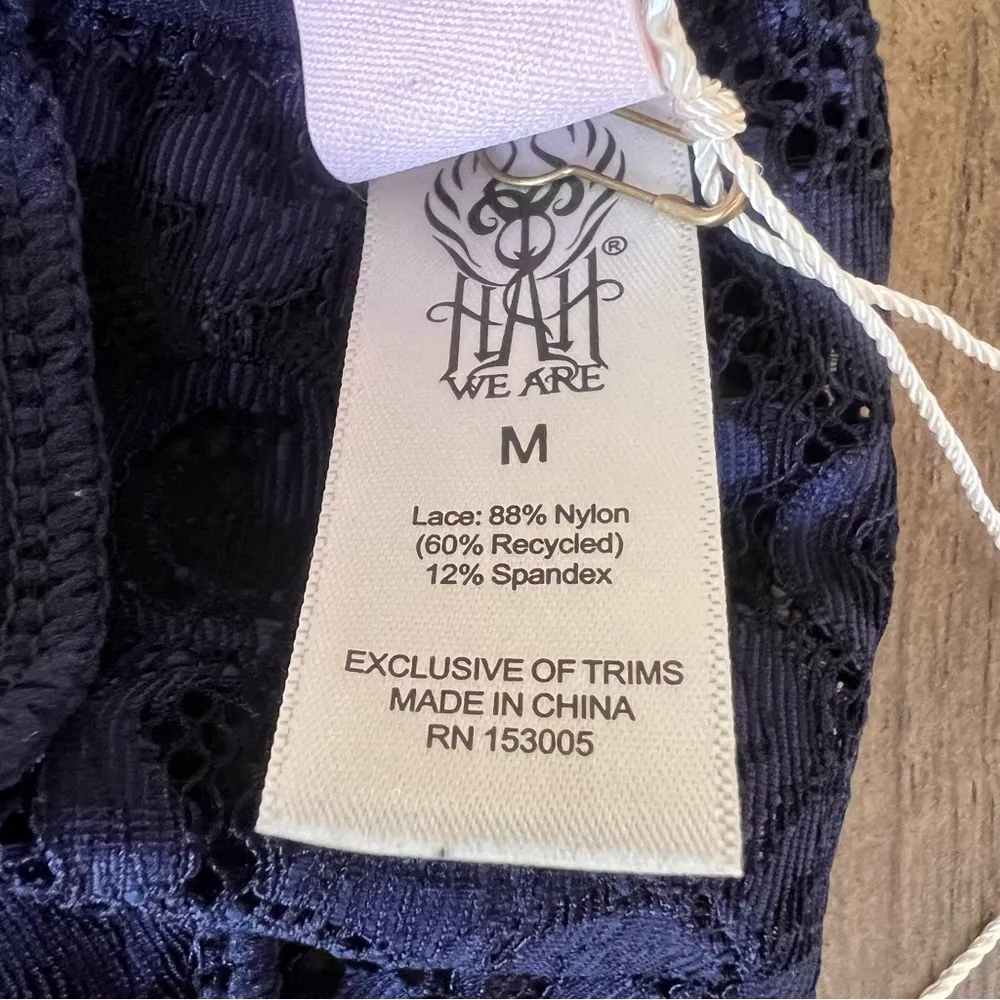 HAH®
WE ARE
M
Lace: 88% Nylon
(60% Recycled)
12% Spandex
EXCLUSIVE OF TRIMS
MADE IN CHINA
RN 153005